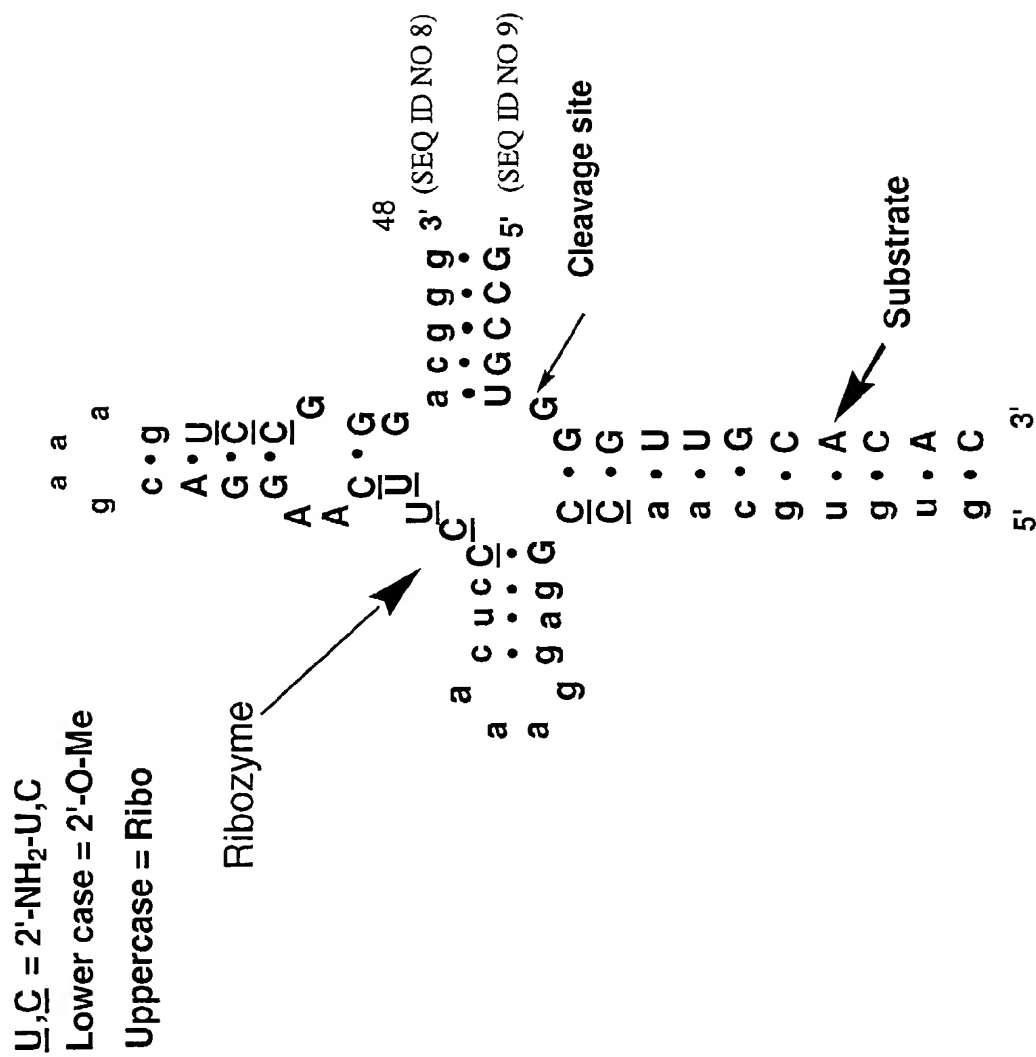 U,C = 2'-NH2-U,C
Lower case = 2'-O-Me
Uppercase = Ribo
Ribozyme
a a
g a
c • g
A • U
G • C
G • C
A G
A
C • G
U G
U
C
48
a c g g g 3' (SEQ ID NO 8)
• • • • •
U G C C G 5' (SEQ ID NO 9)
c u c C
• • • •
g a g G
a
a
a
g
G
Cleavage site
C • G
C • G
a • U
a • U
c • G
g • C
u • A
g • C
u • A
g • C
5' 3'
Substrate